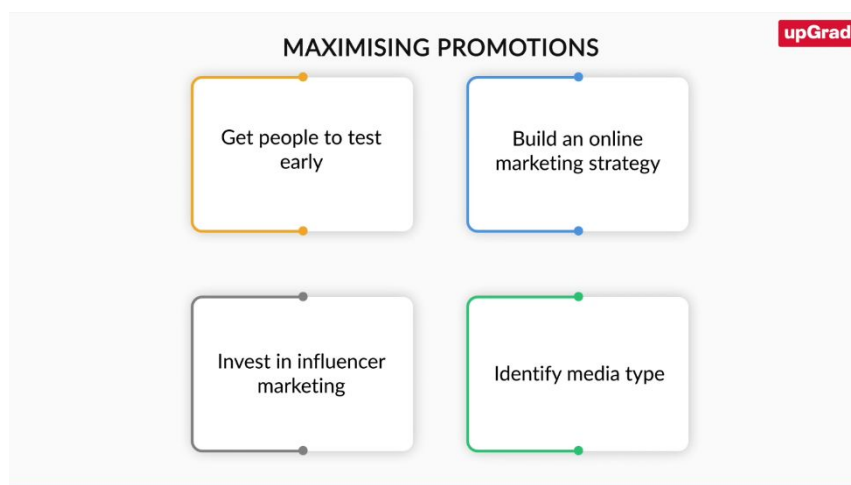 upGrad
MAXIMISING PROMOTIONS
Get people to test
early
Build an online
marketing strategy
Invest in influencer
marketing
Identify media type